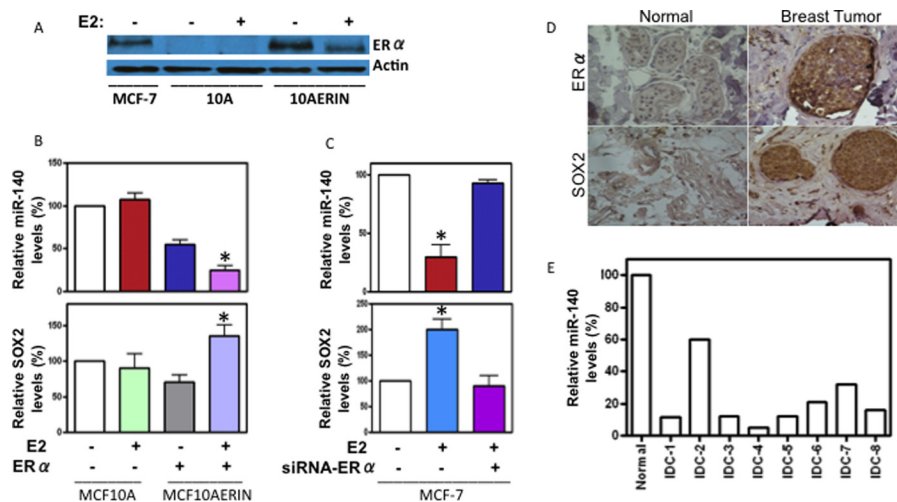 A
E2: - - + - +
ERα
Actin
MCF-7 10A 10AERIN
B
Relative miR-140
levels (%)
150
100
50
0
Relative SOX2
levels (%)
150
100
50
0
*
*
E2 - + - +
ERα - - + +
MCF10A MCF10AERIN
C
Relative miR-140
levels (%)
100
50
0
Relative SOX2
levels (%)
250
200
150
100
50
0
*
*
E2 - + +
siRNA-ERα - - +
MCF-7
D
Normal Breast Tumor
ERα
SOX2
E
Relative miR-140
levels (%)
100
80
60
40
20
0
Normal
IDC-1
IDC-2
IDC-3
IDC-4
IDC-5
IDC-6
IDC-7
IDC-8